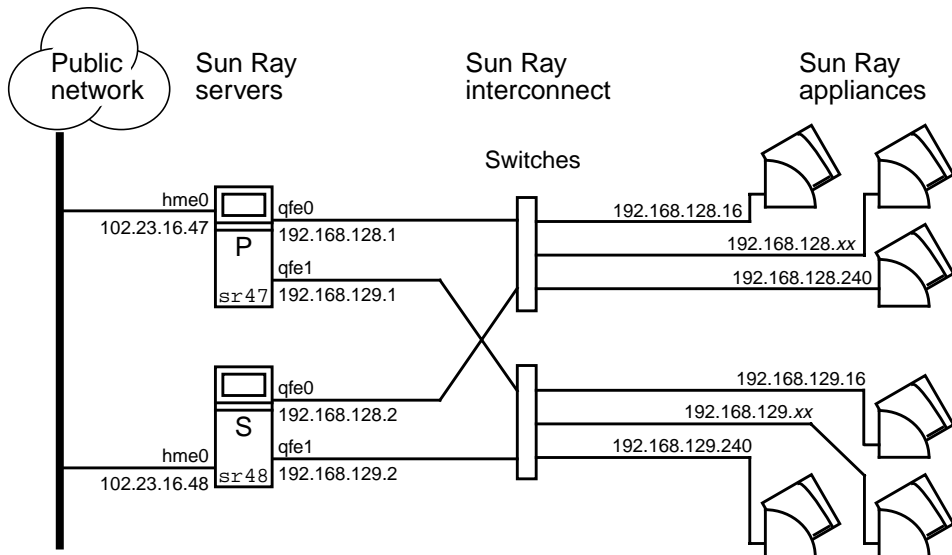 Public
network
Sun Ray
servers
Sun Ray
interconnect
Sun Ray
appliances
Switches
hme0
102.23.16.47
P
sr47
qfe0
192.168.128.1
qfe1
192.168.129.1
192.168.128.16
192.168.128.xx
192.168.128.240
hme0
102.23.16.48
S
sr48
qfe0
192.168.128.2
qfe1
192.168.129.2
192.168.129.16
192.168.129.xx
192.168.129.240